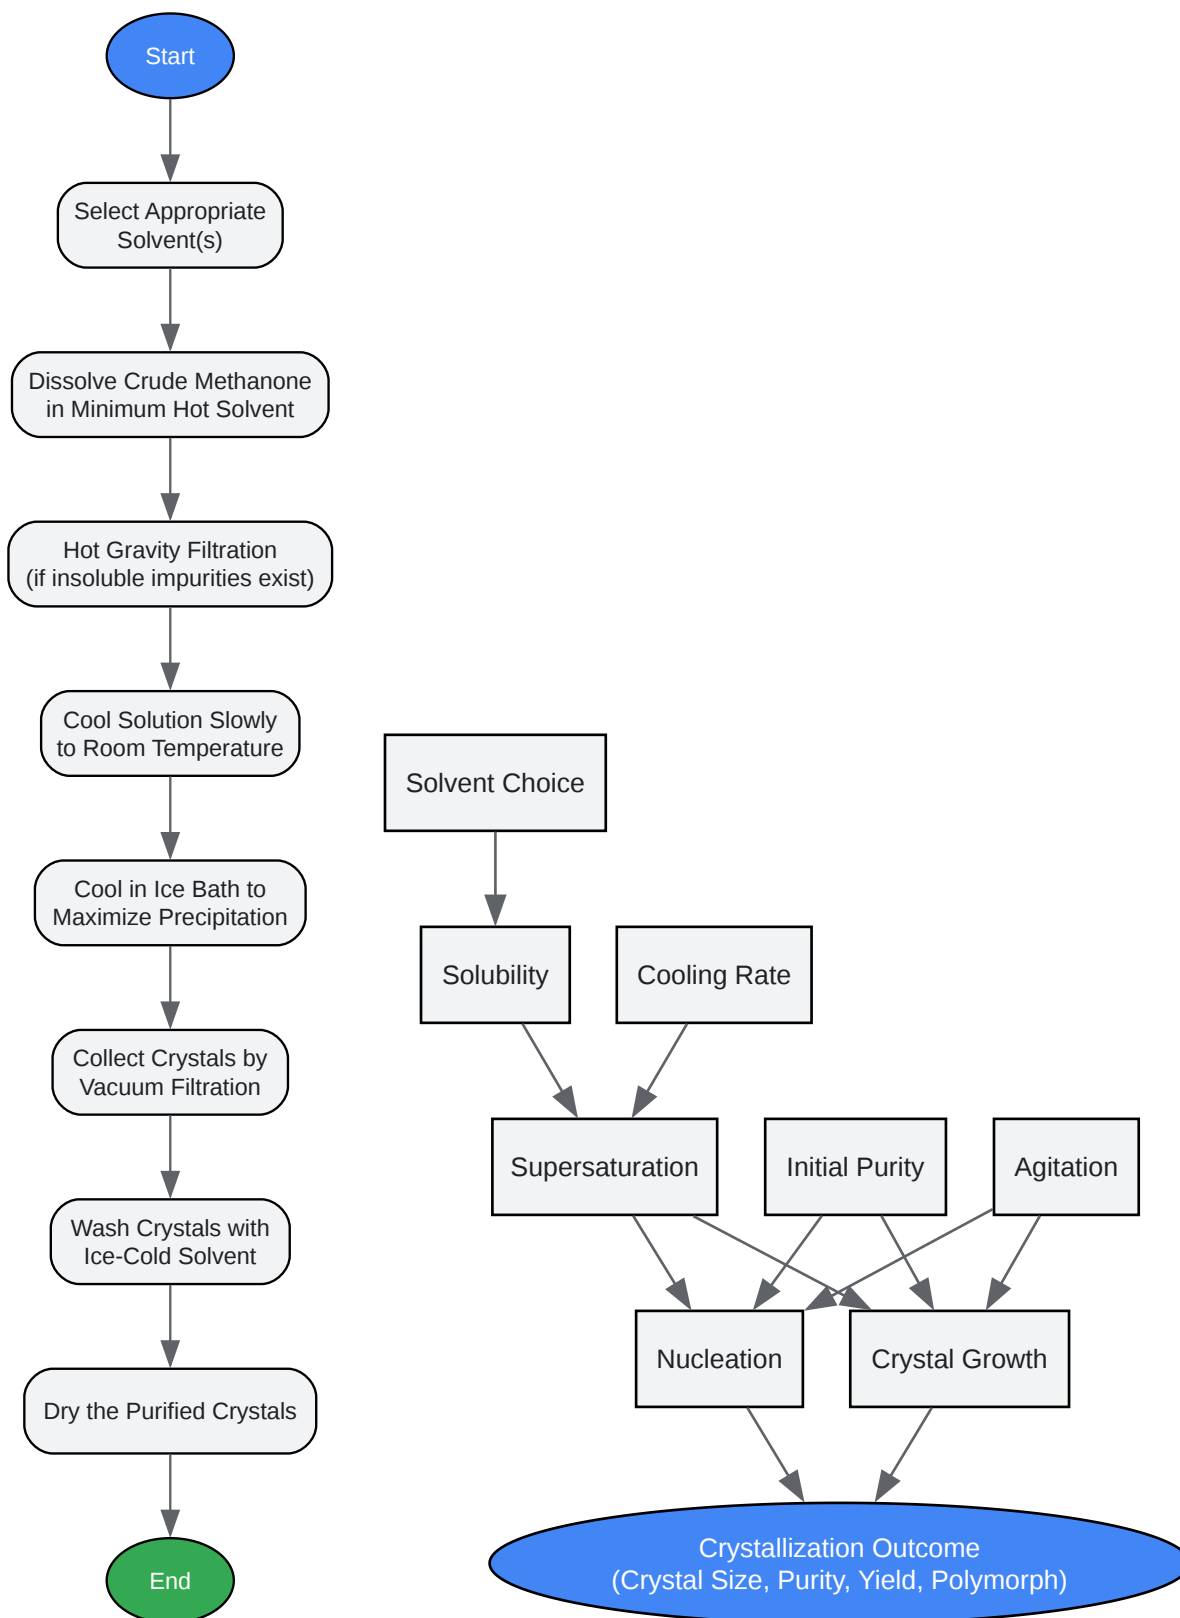 Start
Select Appropriate
Solvent(s)
Dissolve Crude Methanone
in Minimum Hot Solvent
Hot Gravity Filtration
(if insoluble impurities exist)
Cool Solution Slowly
to Room Temperature
Cool in Ice Bath to
Maximize Precipitation
Collect Crystals by
Vacuum Filtration
Wash Crystals with
Ice-Cold Solvent
Dry the Purified Crystals
End
Solvent Choice
Solubility
Cooling Rate
Supersaturation
Initial Purity
Agitation
Nucleation
Crystal Growth
Crystallization Outcome
(Crystal Size, Purity, Yield, Polymorph)